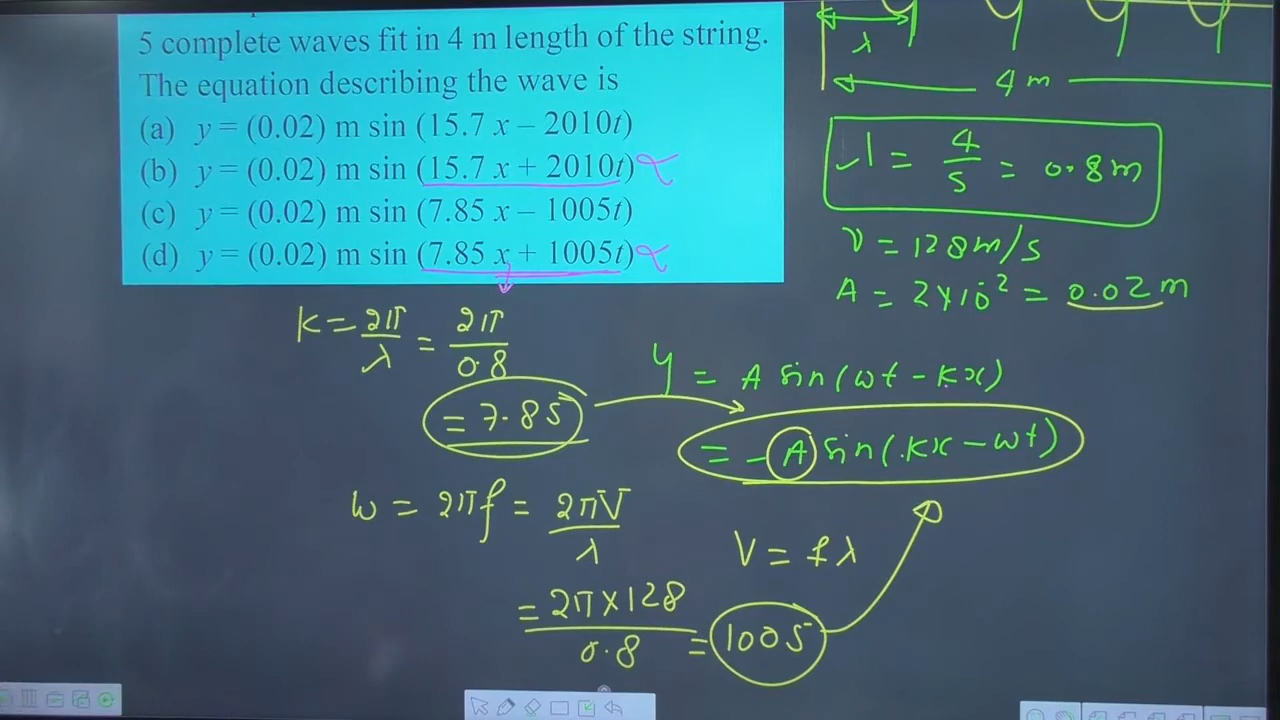 5 complete waves fit in 4 m length of the string.
The equation describing the wave is
(a) y = (0.02) m sin (15.7 x – 2010t)
(b) y = (0.02) m sin (15.7 x + 2010t)
(c) y = (0.02) m sin (7.85 x – 1005t)
(d) y = (0.02) m sin (7.85 x + 1005t)
λ
4 m
λ = 4/5 = 0.8m
v = 128m/s
A = 2×10⁻² = 0.02 m
K = 2π/λ = 2π/0.8
= 7.85
y = A sin(ωt - kx)
= - A sin(kx - ωt)
ω = 2πf = 2πV/λ
V = fλ
= 2π×128/0.8 = 1005